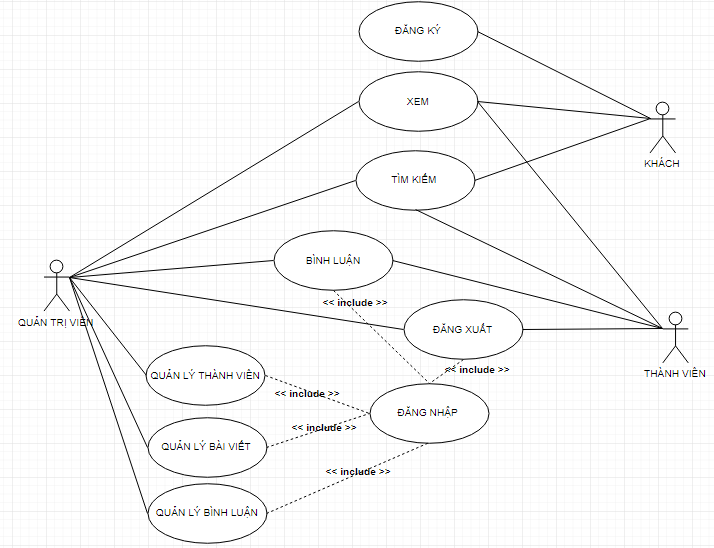 ĐĂNG KÝ
XEM
KHÁCH
TÌM KIẾM
BÌNH LUẬN
<< include >>
QUẢN TRỊ VIÊN
ĐĂNG XUẤT
THÀNH VIÊN
<< include >>
QUẢN LÝ THÀNH VIÊN
<< include >>
ĐĂNG NHẬP
<< include >>
QUẢN LÝ BÀI VIẾT
<< include >>
QUẢN LÝ BÌNH LUẬN